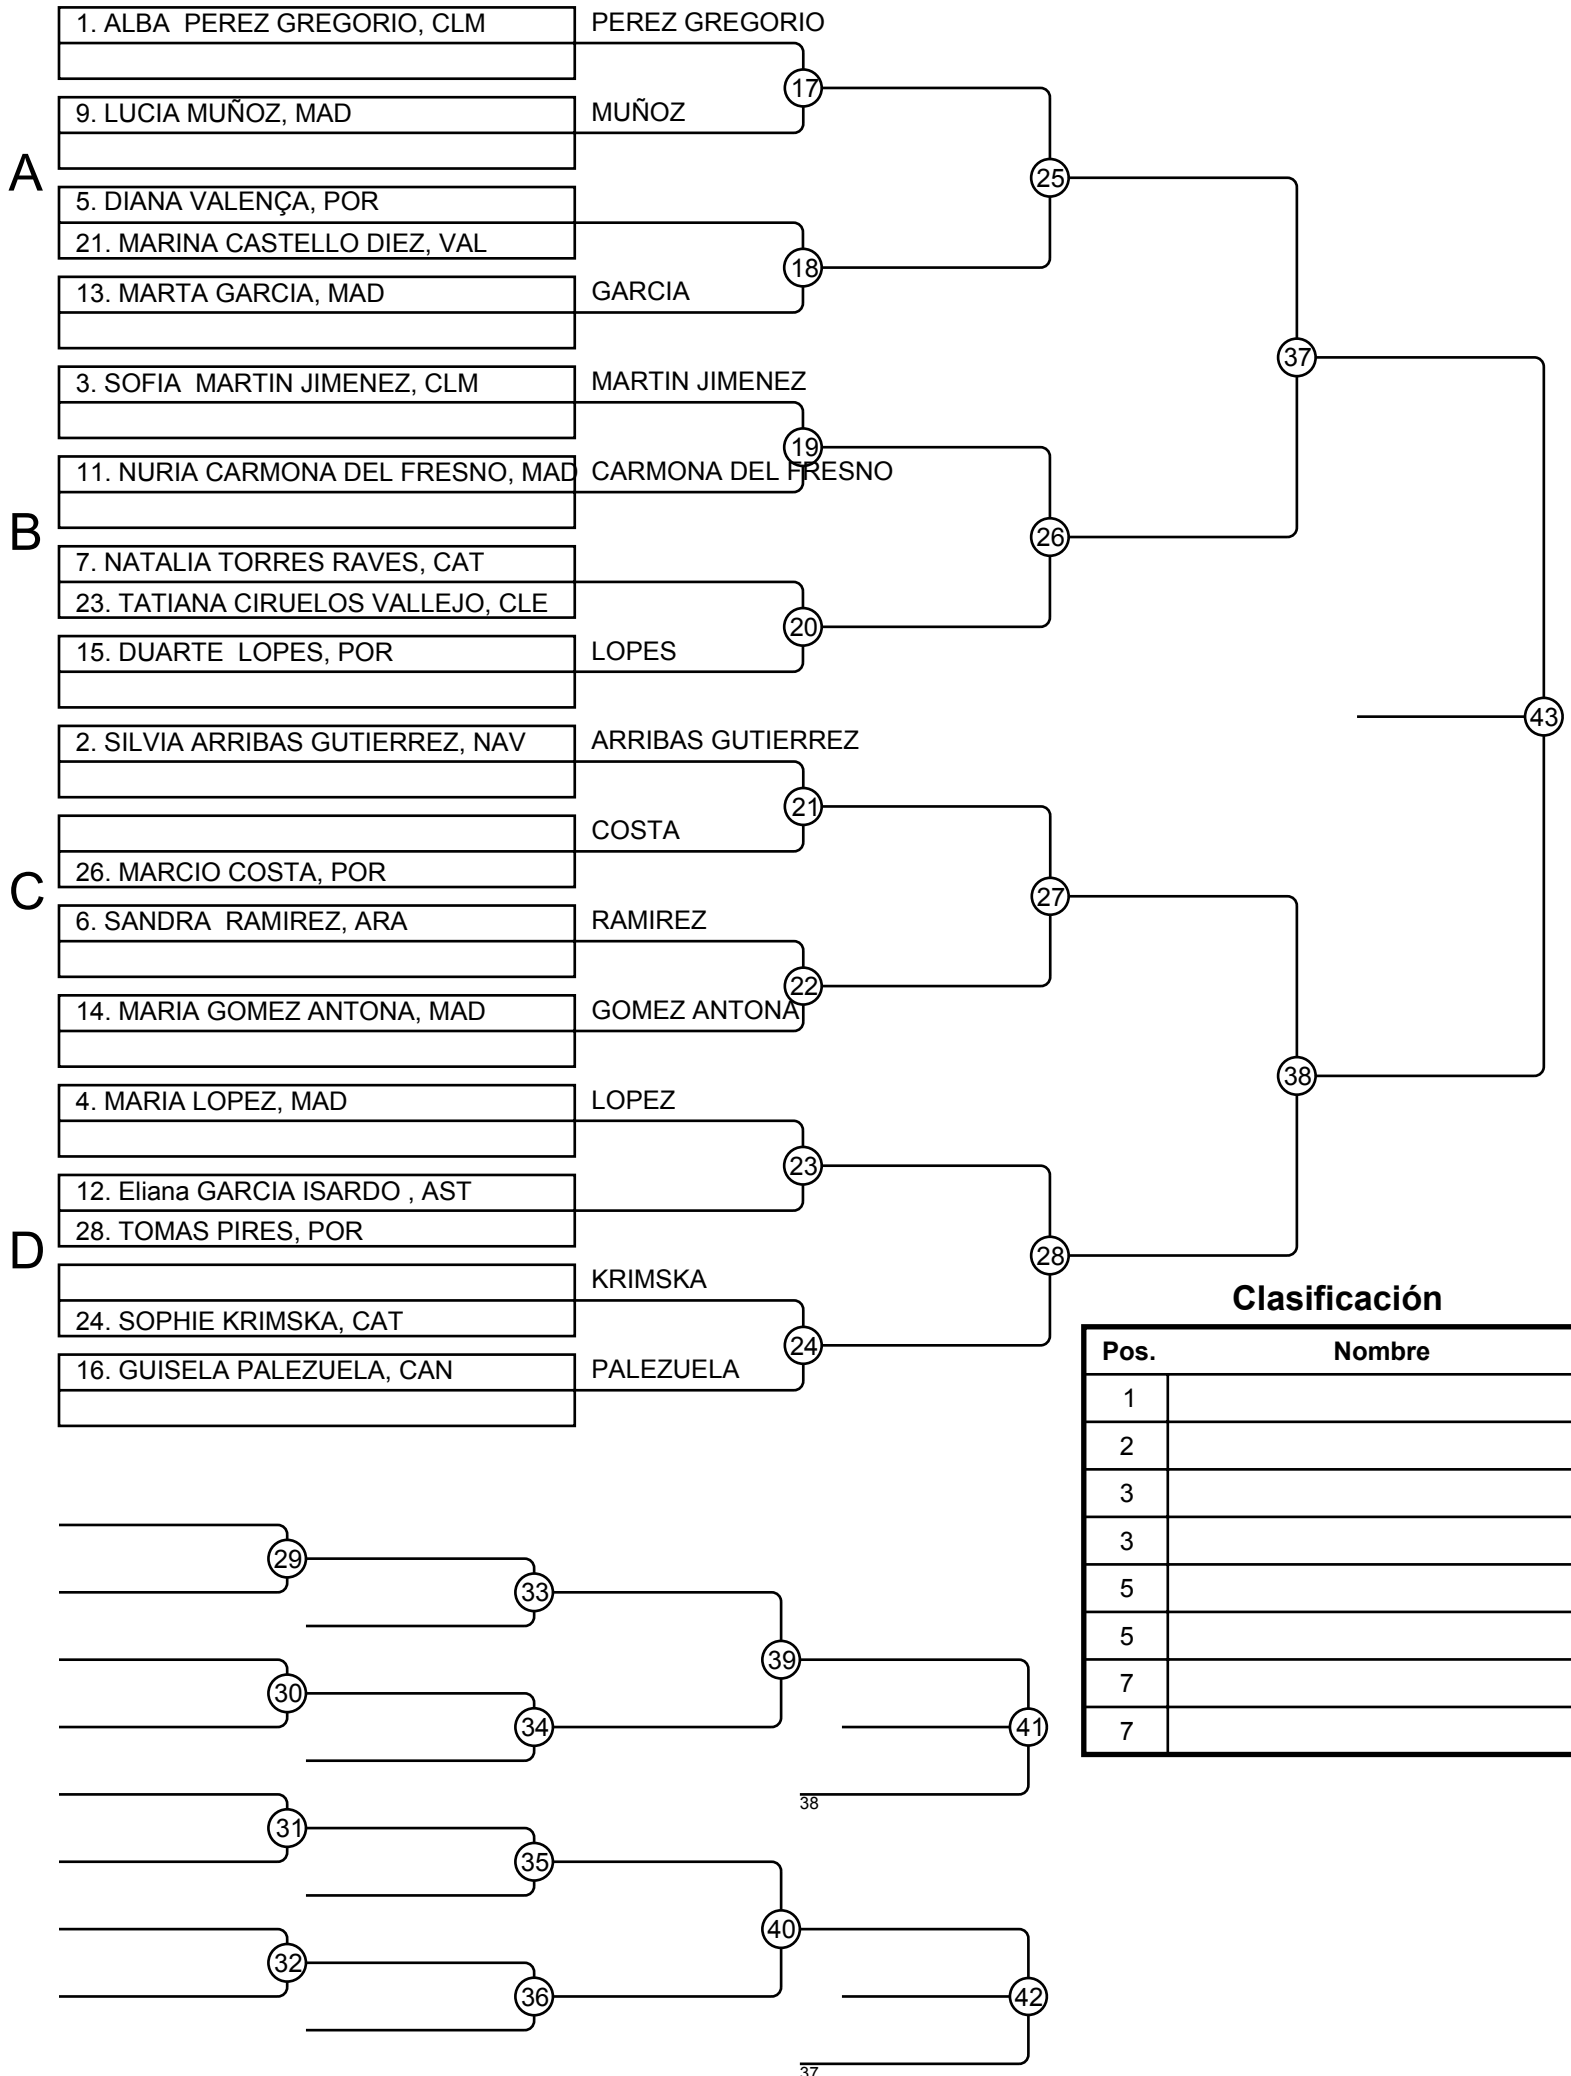 1. ALBA  PEREZ GREGORIO, CLM
PEREZ GREGORIO
17
9. LUCIA MUÑOZ, MAD
MUÑOZ
A
25
5. DIANA VALENÇA, POR
21. MARINA CASTELLO DIEZ, VAL
18
13. MARTA GARCIA, MAD
GARCIA
37
3. SOFIA  MARTIN JIMENEZ, CLM
MARTIN JIMENEZ
19
11. NURIA CARMONA DEL FRESNO, MAD
CARMONA DEL FRESNO
B
26
7. NATALIA TORRES RAVES, CAT
23. TATIANA CIRUELOS VALLEJO, CLE
20
15. DUARTE  LOPES, POR
LOPES
43
2. SILVIA ARRIBAS GUTIERREZ, NAV
ARRIBAS GUTIERREZ
21
COSTA
26. MARCIO COSTA, POR
C
27
6. SANDRA  RAMIREZ, ARA
RAMIREZ
22
14. MARIA GOMEZ ANTONA, MAD
GOMEZ ANTONA
38
4. MARIA LOPEZ, MAD
LOPEZ
23
12. Eliana GARCIA ISARDO , AST
28. TOMAS PIRES, POR
D
28
KRIMSKA
24. SOPHIE KRIMSKA, CAT
24
16. GUISELA PALEZUELA, CAN
PALEZUELA
Clasificación
Pos. Nombre
1
2
3
3
5
5
7
7
29
33
30
34
39
41
38
31
35
32
36
40
42
37